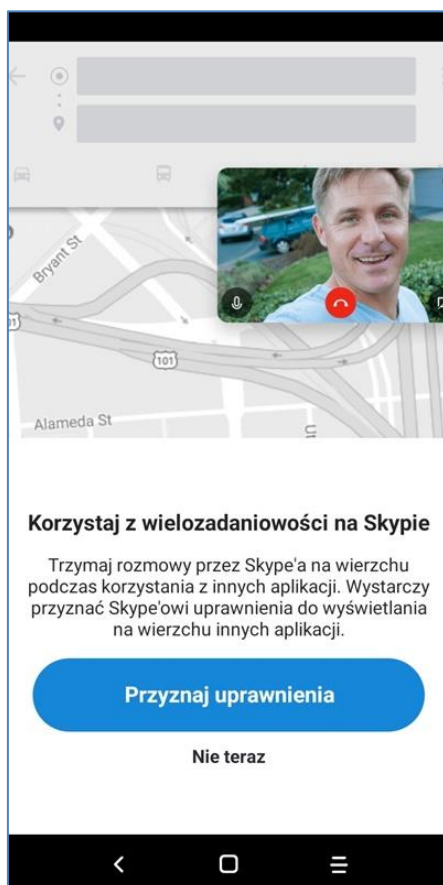 Bryant St
101
Alameda St
Korzystaj z wielozadaniowości na Skypie
Trzymaj rozmowy przez Skype'a na wierzchu
podczas korzystania z innych aplikacji. Wystarczy
przyznać Skype'owi uprawnienia do wyświetlania
na wierzchu innych aplikacji.
Przyznaj uprawnienia
Nie teraz